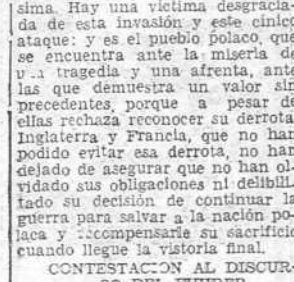 sima. Hay una víctima desgracia-
da de esta invasión y este cínico
ataque: y es el pueblo polaco, que
se encuentra ante la miseria de
una tragedia y una afrenta, ante
las que demuestra un valor sin
precedentes, porque a pesar de
ellas rechaza reconocer su derrota.
Inglaterra y Francia, que no han
podido evitar esa derrota, no han
dejado de asegurar que no han ol-
vidado sus obligaciones ni debili-
tado su decisión de continuar la
guerra para salvar a la nación po-
laca y recompensarle su sacrificio
cuando llegue la vistoria final.
CONTESTACION AL DISCUR-
SO DEL FUHRER